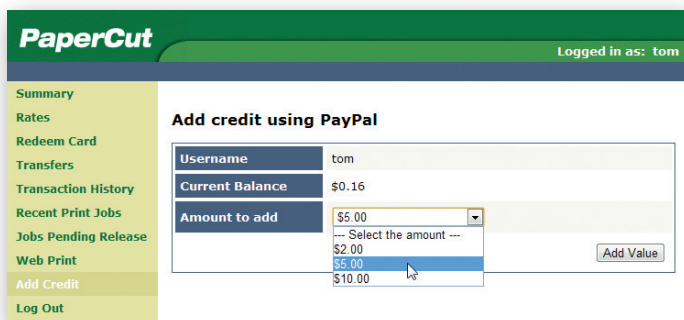 PaperCut
Logged in as: tom
Summary
Rates
Redeem Card
Transfers
Transaction History
Recent Print Jobs
Jobs Pending Release
Web Print
Add Credit
Log Out
Add credit using PayPal
Username tom
Current Balance $0.16
Amount to add $5.00
--- Select the amount ---
$2.00
$5.00
$10.00
Add Value